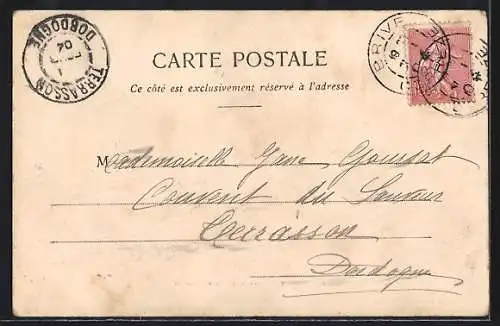 TERRASSON
DORDOGNE
04
BRIVE
CARTE POSTALE
Ce côté est exclusivement réservé à l'adresse
Mademoiselle Jane
Couvent du Sauveur
Terrasson
Dordogne